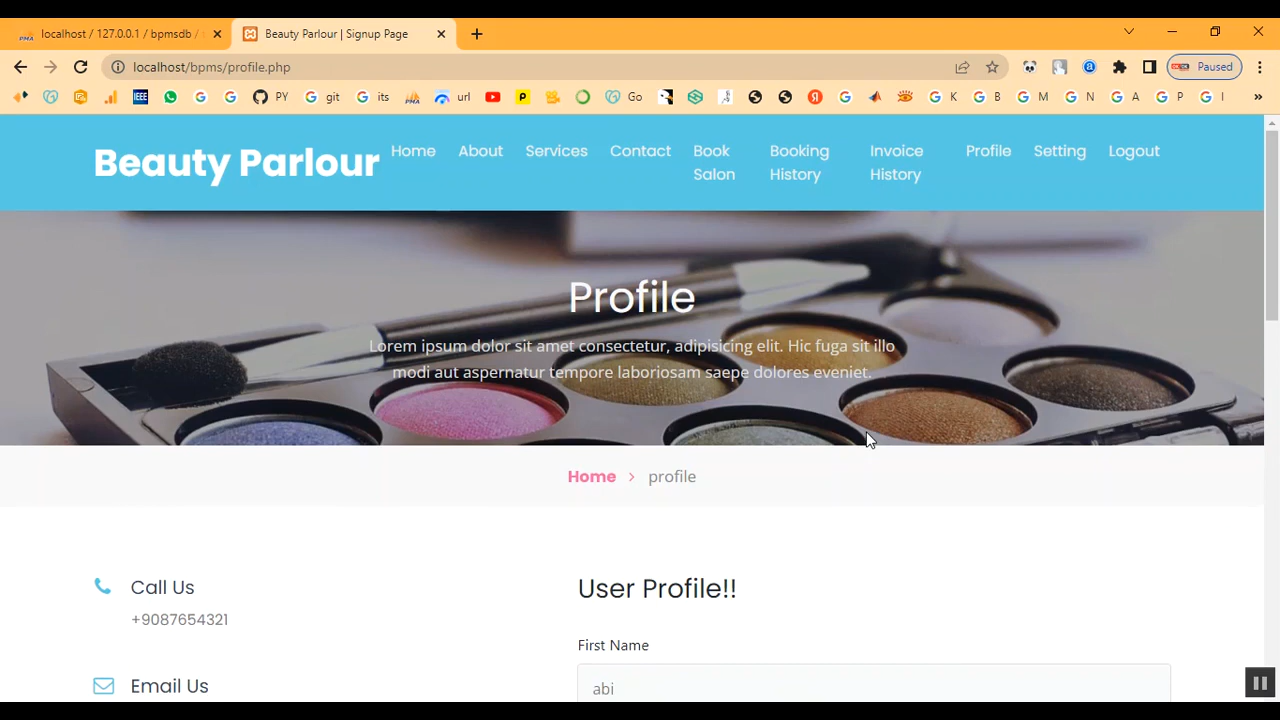 localhost / 127.0.0.1 / bpmsdb /
Beauty Parlour | Signup Page
localhost/bpms/profile.php
Paused
PY
git
its
url
Go
K
B
M
N
A
P
I
Beauty Parlour
Home
About
Services
Contact
Book
Salon
Booking
History
Invoice
History
Profile
Setting
Logout
Profile
Lorem ipsum dolor sit amet consectetur, adipisicing elit. Hic fuga sit illo
modi aut aspernatur tempore laboriosam saepe dolores eveniet.
Home > profile
Call Us
+9087654321
Email Us
User Profile!!
First Name
abi